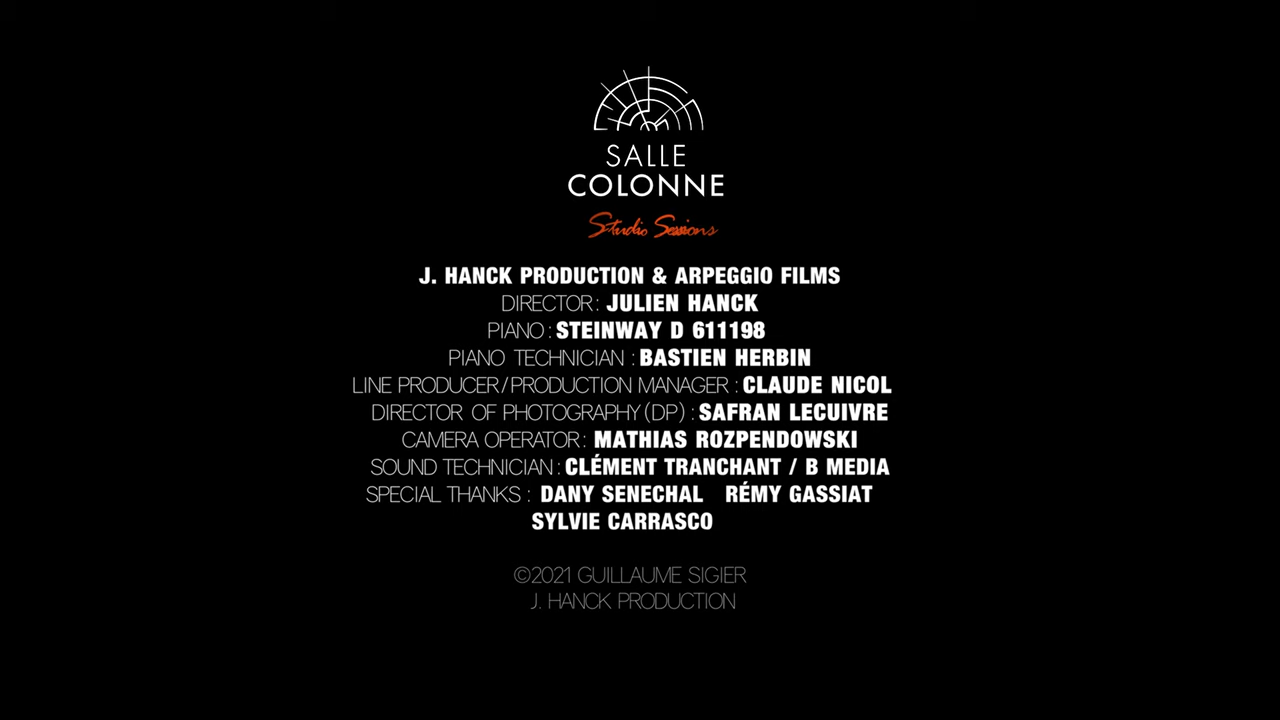 SALLE
COLONNE
Studio Sessions
J. HANCK PRODUCTION & ARPEGGIO FILMS
DIRECTOR: JULIEN HANCK
PIANO: STEINWAY D 611198
PIANO TECHNICIAN : BASTIEN HERBIN
LINE PRODUCER/PRODUCTION MANAGER : CLAUDE NICOL
DIRECTOR OF PHOTOGRAPHY (DP) : SAFRAN LECUIVRE
CAMERA OPERATOR: MATHIAS ROZPENDOWSKI
SOUND TECHNICIAN: CLÉMENT TRANCHANT / B MEDIA
SPECIAL THANKS : DANY SENECHAL RÉMY GASSIAT
SYLVIE CARRASCO
©2021 GUILLAUME SIGIER
J. HANCK PRODUCTION